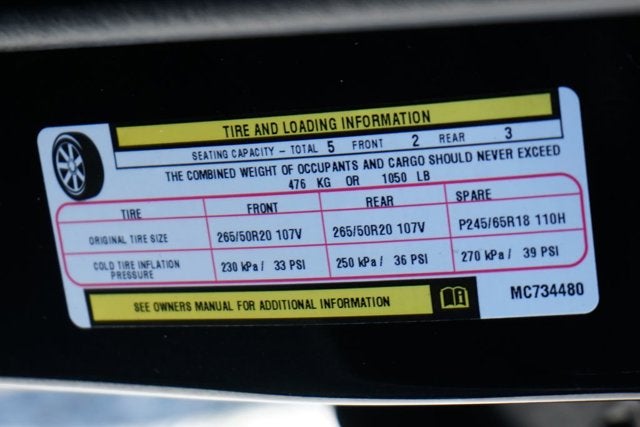 TIRE AND LOADING INFORMATION
SEATING CAPACITY - TOTAL 5 FRONT 2 REAR 3
THE COMBINED WEIGHT OF OCCUPANTS AND CARGO SHOULD NEVER EXCEED
476 KG OR 1050 LB
TIRE FRONT REAR SPARE
ORIGINAL TIRE SIZE 265/50R20 107V 265/50R20 107V P245/65R18 110H
COLD TIRE INFLATION PRESSURE 230 kPa / 33 PSI 250 kPa / 36 PSI 270 kPa / 39 PSI
SEE OWNERS MANUAL FOR ADDITIONAL INFORMATION
MC734480